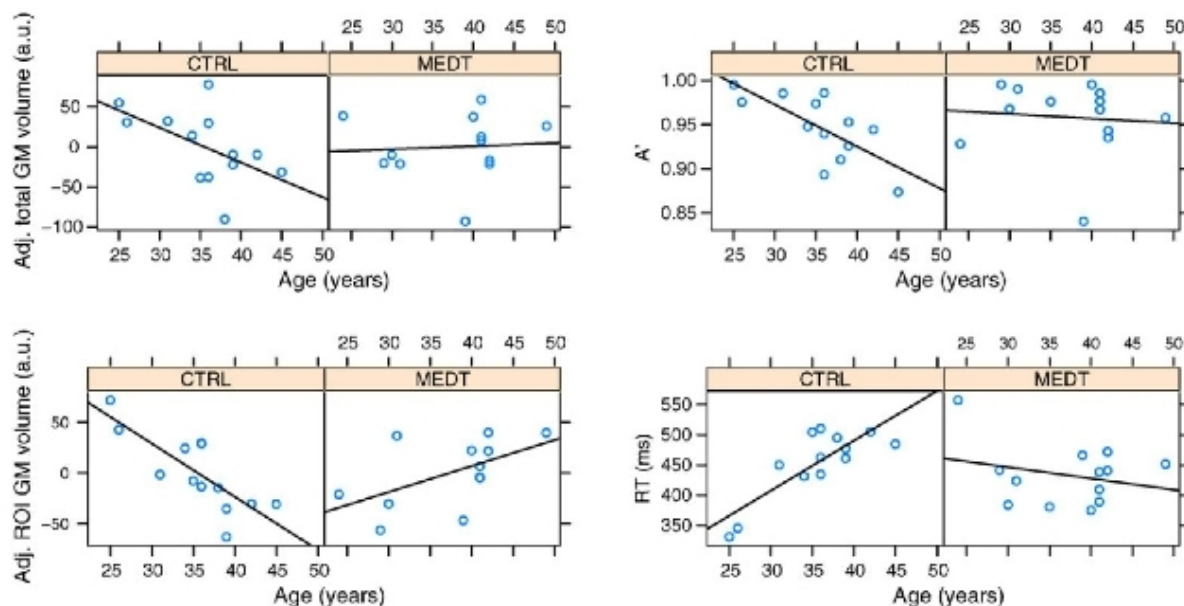 25 30 35 40 45 50
CTRL MEDT
Adj. total GM volume (a.u.)
50
0
−50
−100
25 30 35 40 45 50
Age (years)
25 30 35 40 45 50
CTRL MEDT
A'
1.00
0.95
0.90
0.85
25 30 35 40 45 50
Age (years)
25 30 35 40 45 50
CTRL MEDT
Adj. ROI GM volume (a.u.)
50
0
−50
25 30 35 40 45 50
Age (years)
25 30 35 40 45 50
CTRL MEDT
RT (ms)
550
500
450
400
350
25 30 35 40 45 50
Age (years)